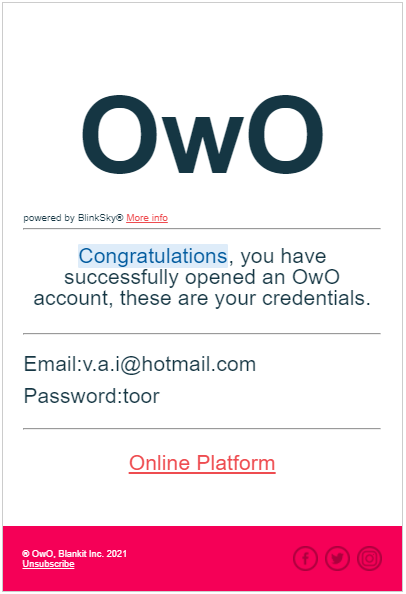 OwO
powered by BlinkSky® More info
Congratulations, you have
successfully opened an OwO
account, these are your credentials.
Email:v.a.i@hotmail.com
Password:toor
Online Platform
® OwO, Blankit Inc. 2021
Unsubscribe